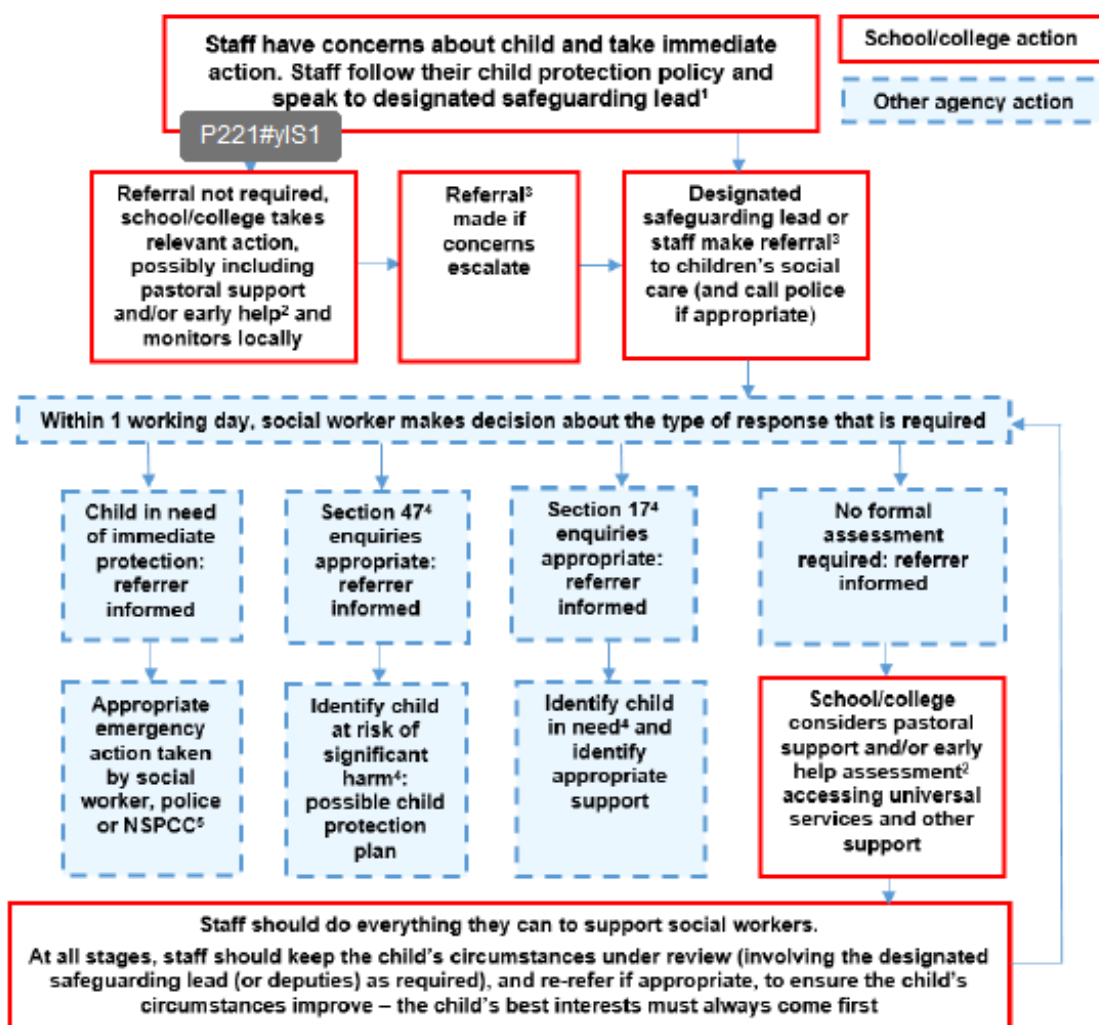 Staff have concerns about child and take immediate
action. Staff follow their child protection policy and
speak to designated safeguarding lead¹
School/college action
Other agency action
P221#yIS1
Referral not required,
school/college takes
relevant action,
possibly including
pastoral support
and/or early help² and
monitors locally
Referral³
made if
concerns
escalate
Designated
safeguarding lead or
staff make referral³
to children's social
care (and call police
if appropriate)
Within 1 working day, social worker makes decision about the type of response that is required
Child in need
of immediate
protection:
referrer
informed
Section 47⁴
enquiries
appropriate:
referrer
informed
Section 17⁴
enquiries
appropriate:
referrer
informed
No formal
assessment
required: referrer
informed
Appropriate
emergency
action taken
by social
worker, police
or NSPCC⁵
Identify child
at risk of
significant
harm⁴:
possible child
protection
plan
Identify child
in need⁴ and
identify
appropriate
support
School/college
considers pastoral
support and/or early
help assessment²
accessing universal
services and other
support
Staff should do everything they can to support social workers.
At all stages, staff should keep the child's circumstances under review (involving the designated
safeguarding lead (or deputies) as required), and re-refer if appropriate, to ensure the child's
circumstances improve – the child's best interests must always come first